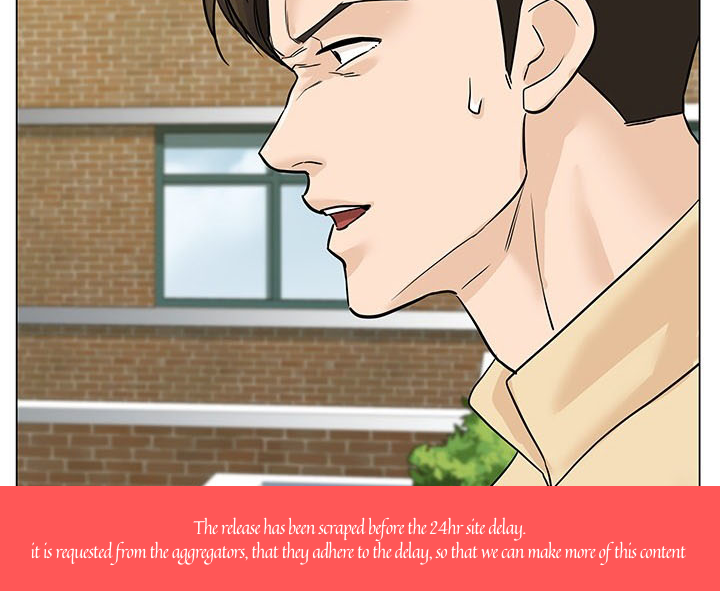 The release has been scraped before the 24hr site delay.
it is requested from the aggregators, that they adhere to the delay, so that we can make more of this content